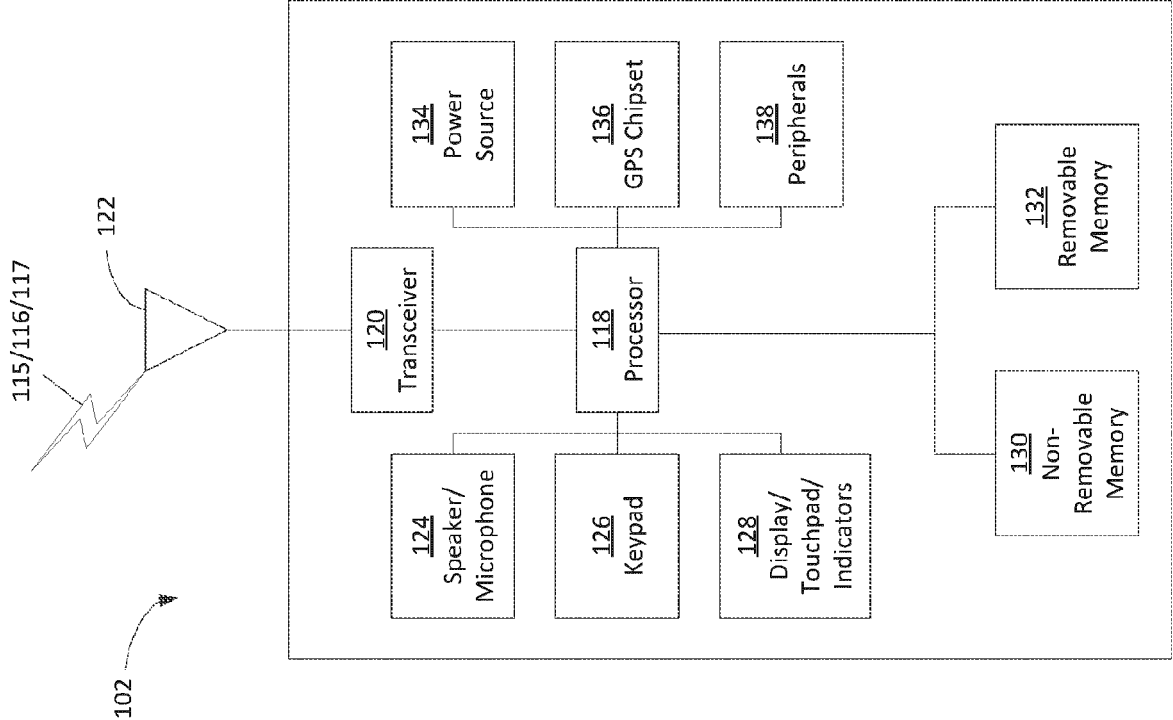 102
115/116/117
122
124
Speaker/
Microphone
120
Transceiver
134
Power
Source
126
Keypad
118
Processor
136
GPS Chipset
128
Display/
Touchpad/
Indicators
138
Peripherals
130
Non-
Removable
Memory
132
Removable
Memory